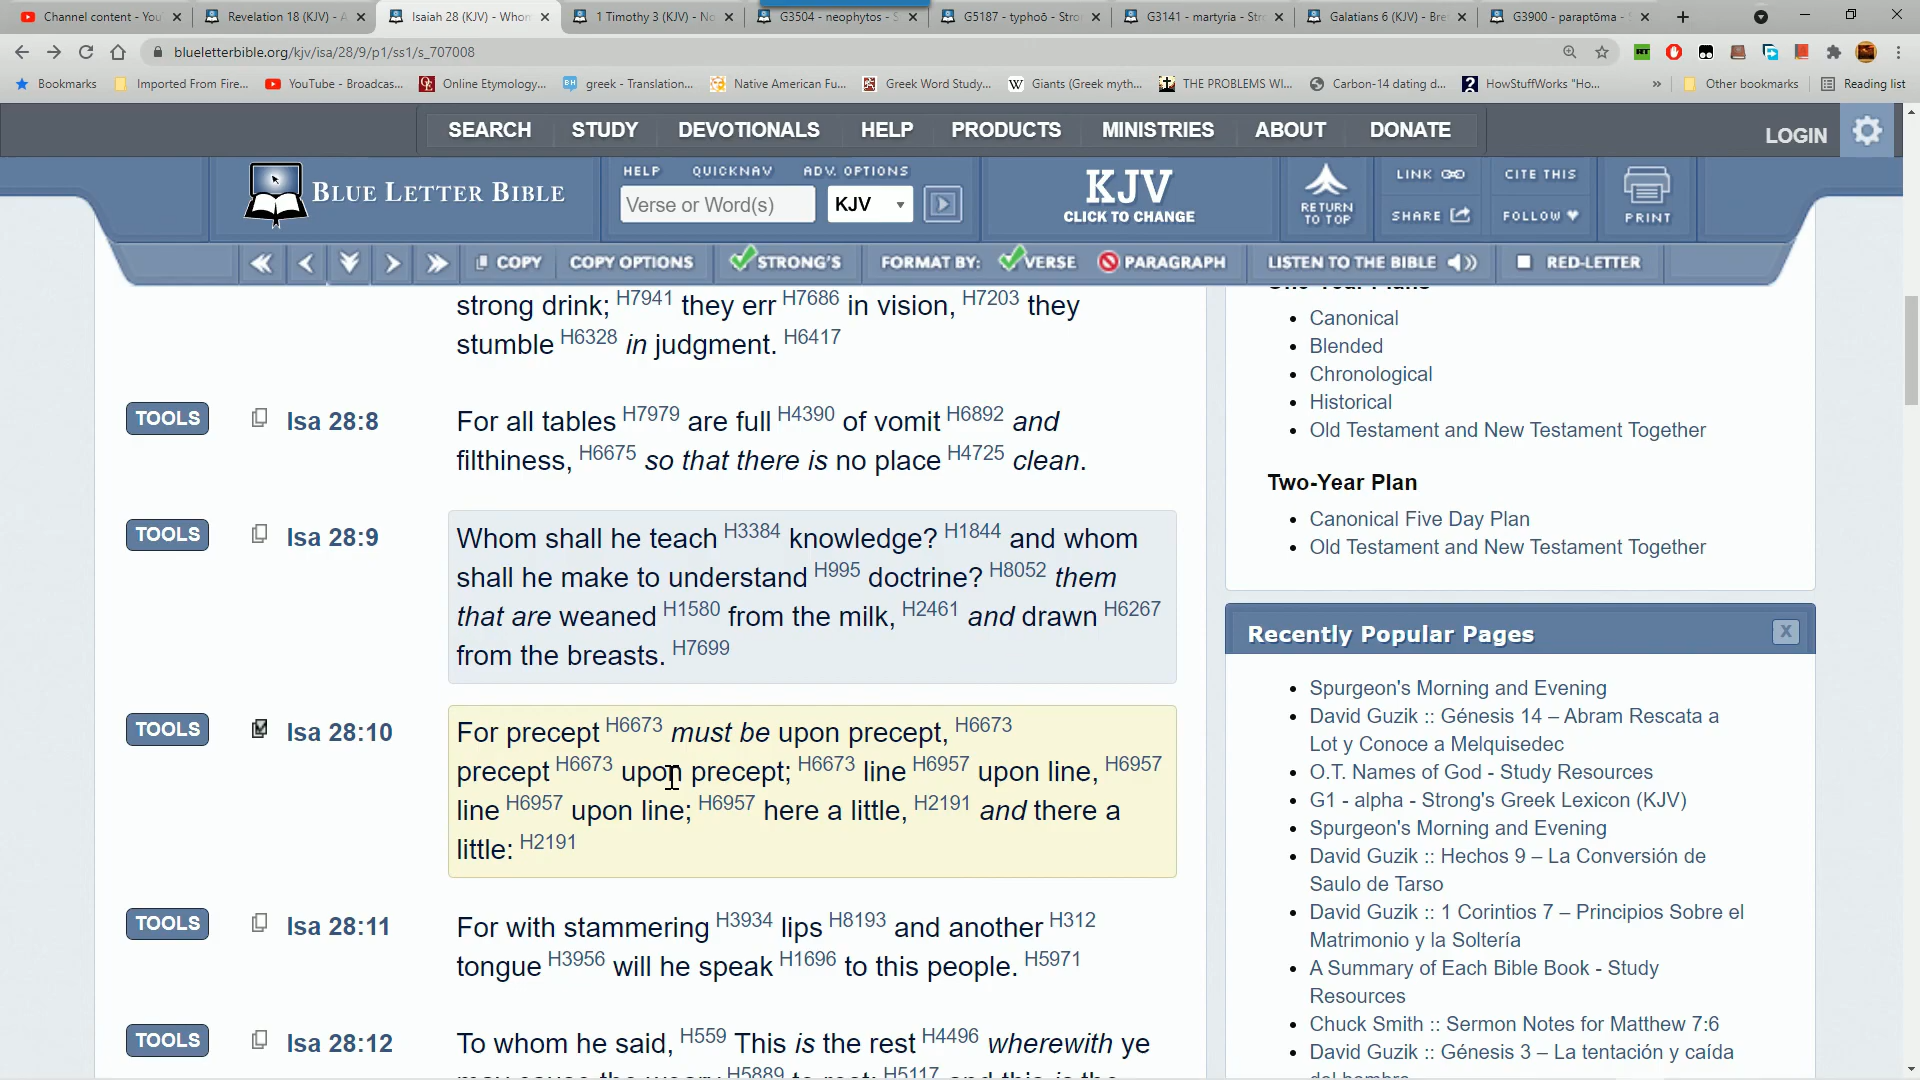 Channel content - You
Revelation 18 (KJV) - A
Isaiah 28 (KJV) - Whon
1 Timothy 3 (KJV) - No
G3504 - neophytos - S
G5187 - typhoō - Stro
G3141 - martyria - Str
Galatians 6 (KJV) - Bre
G3900 - paraptōma -
blueletterbible.org/kjv/isa/28/9/p1/ss1/s_707008
Bookmarks
Imported From Fire...
YouTube - Broadcas...
Online Etymology...
greek - Translation...
Native American Fu...
Greek Word Study...
Giants (Greek myth...
THE PROBLEMS WI...
Carbon-14 dating d...
HowStuffWorks "Ho...
Other bookmarks
Reading list
SEARCH STUDY DEVOTIONALS HELP PRODUCTS MINISTRIES ABOUT DONATE
LOGIN
BLUE LETTER BIBLE
HELP QUICKNAV ADV. OPTIONS
Verse or Word(s)
KJV
KJV
CLICK TO CHANGE
RETURN
TO TOP
LINK
CITE THIS
SHARE
FOLLOW
PRINT
COPY COPY OPTIONS STRONG'S FORMAT BY: VERSE PARAGRAPH LISTEN TO THE BIBLE RED-LETTER
strong drink; H7941 they err H7686 in vision, H7203 they
stumble H6328 in judgment. H6417
TOOLS Isa 28:8
For all tables H7979 are full H4390 of vomit H6892 and
filthiness, H6675 so that there is no place H4725 clean.
TOOLS Isa 28:9
Whom shall he teach H3384 knowledge? H1844 and whom
shall he make to understand H995 doctrine? H8052 them
that are weaned H1580 from the milk, H2461 and drawn H6267
from the breasts. H7699
TOOLS Isa 28:10
For precept H6673 must be upon precept, H6673
precept H6673 upon precept; H6673 line H6957 upon line, H6957
line H6957 upon line; H6957 here a little, H2191 and there a
little: H2191
TOOLS Isa 28:11
For with stammering H3934 lips H8193 and another H312
tongue H3956 will he speak H1696 to this people. H5971
TOOLS Isa 28:12
To whom he said, H559 This is the rest H4496 wherewith ye
Canonical
Blended
Chronological
Historical
Old Testament and New Testament Together
Two-Year Plan
Canonical Five Day Plan
Old Testament and New Testament Together
Recently Popular Pages
X
Spurgeon's Morning and Evening
David Guzik :: Génesis 14 – Abram Rescata a
Lot y Conoce a Melquisedec
O.T. Names of God - Study Resources
G1 - alpha - Strong's Greek Lexicon (KJV)
Spurgeon's Morning and Evening
David Guzik :: Hechos 9 – La Conversión de
Saulo de Tarso
David Guzik :: 1 Corintios 7 – Principios Sobre el
Matrimonio y la Soltería
A Summary of Each Bible Book - Study
Resources
Chuck Smith :: Sermon Notes for Matthew 7:6
David Guzik :: Génesis 3 – La tentación y caída